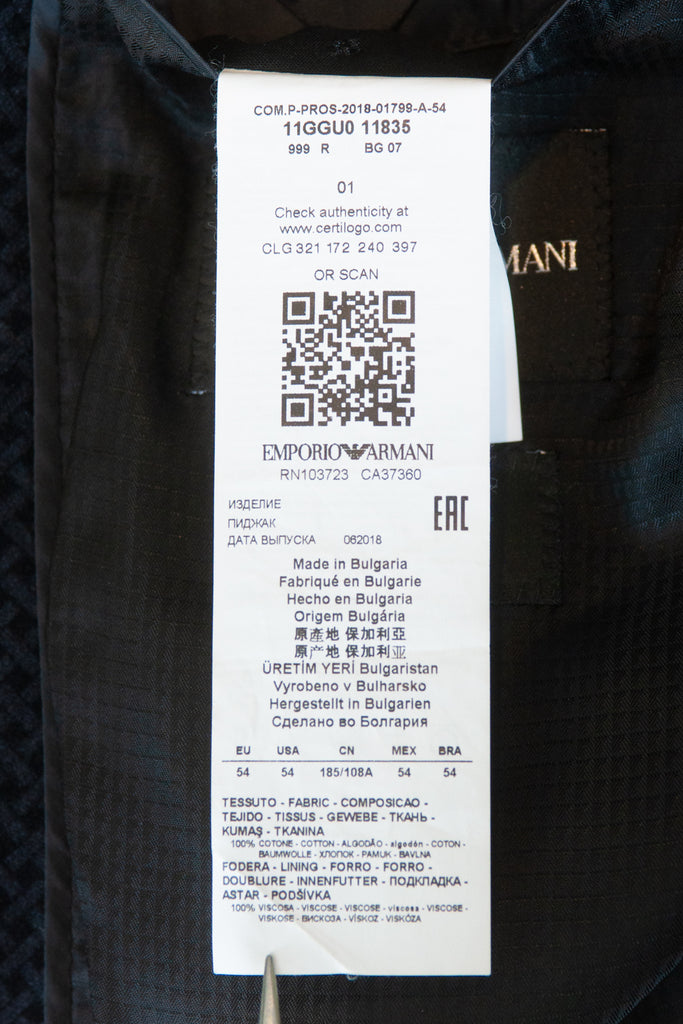 COM.P-PROS-2018-01799-A-54
11GGU0 11835
999 R BG 07
01
Check authenticity at
www.certilogo.com
CLG 321 172 240 397
OR SCAN
EMPORIO ARMANI
RN103723 CA37360
ИЗДЕЛИЕ
ПИДЖАК
ДАТА ВЫПУСКА 062018
EAC
Made in Bulgaria
Fabriqué en Bulgarie
Hecho en Bulgaria
Origem Bulgária
原產地 保加利亞
原产地 保加利亚
ÜRETİM YERİ Bulgaristan
Vyrobeno v Bulharsko
Hergestellt in Bulgarien
Сделано во Болгария
EU USA CN MEX BRA
54 54 185/108A 54 54
TESSUTO - FABRIC - COMPOSICAO -
TEJIDO - TISSUS - GEWEBE - ТКАНЬ -
KUMAŞ - TKANINA
100% COTONE - COTTON - ALGODÃO - algodón - COTON -
BAUMWOLLE - ХЛОПОК - PAMUK - BAVLNA
FODERA - LINING - FORRO - FORRO -
DOUBLURE - INNENFUTTER - ПОДКЛАДКА -
ASTAR - PODŠÍVKA
100% VISCOSA - VISCOSE - VISCOSE - viscosa - VISCOSE -
VISKOSE - ВИСКОЗА - VİSKOZ - VISKÓZA
MANI